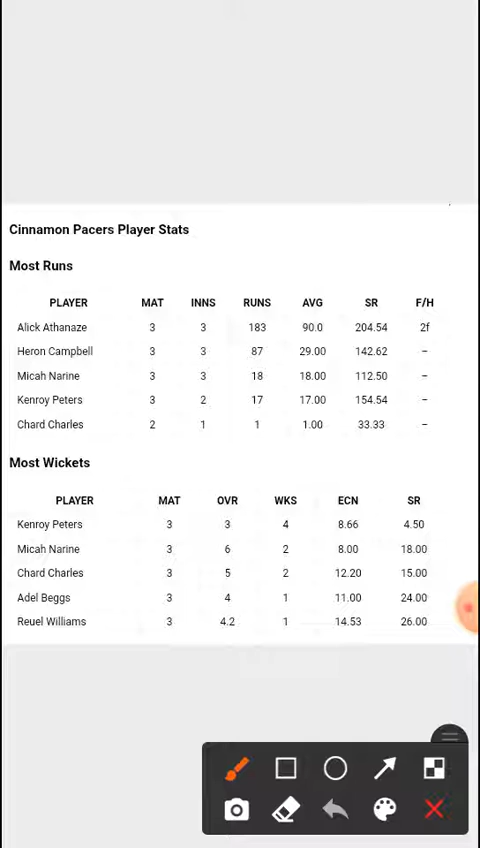 Cinnamon Pacers Player Stats
Most Runs
PLAYER MAT INNS RUNS AVG SR F/H
Alick Athanaze 3 3 183 90.0 204.54 2f
Heron Campbell 3 3 87 29.00 142.62 –
Micah Narine 3 3 18 18.00 112.50 –
Kenroy Peters 3 2 17 17.00 154.54 –
Chard Charles 2 1 1 1.00 33.33 –
Most Wickets
PLAYER MAT OVR WKS ECN SR
Kenroy Peters 3 3 4 8.66 4.50
Micah Narine 3 6 2 8.00 18.00
Chard Charles 3 5 2 12.20 15.00
Adel Beggs 3 4 1 11.00 24.00
Reuel Williams 3 4.2 1 14.53 26.00